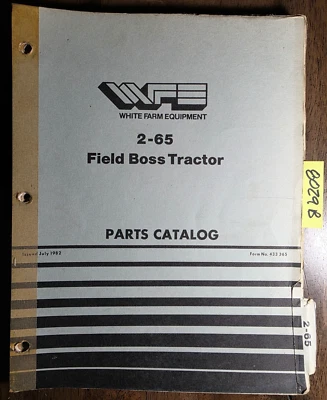 WFE
WHITE FARM EQUIPMENT
2-65
Field Boss Tractor
PARTS CATALOG
Issued July 1982
Form No. 432 365
2-65
8029B